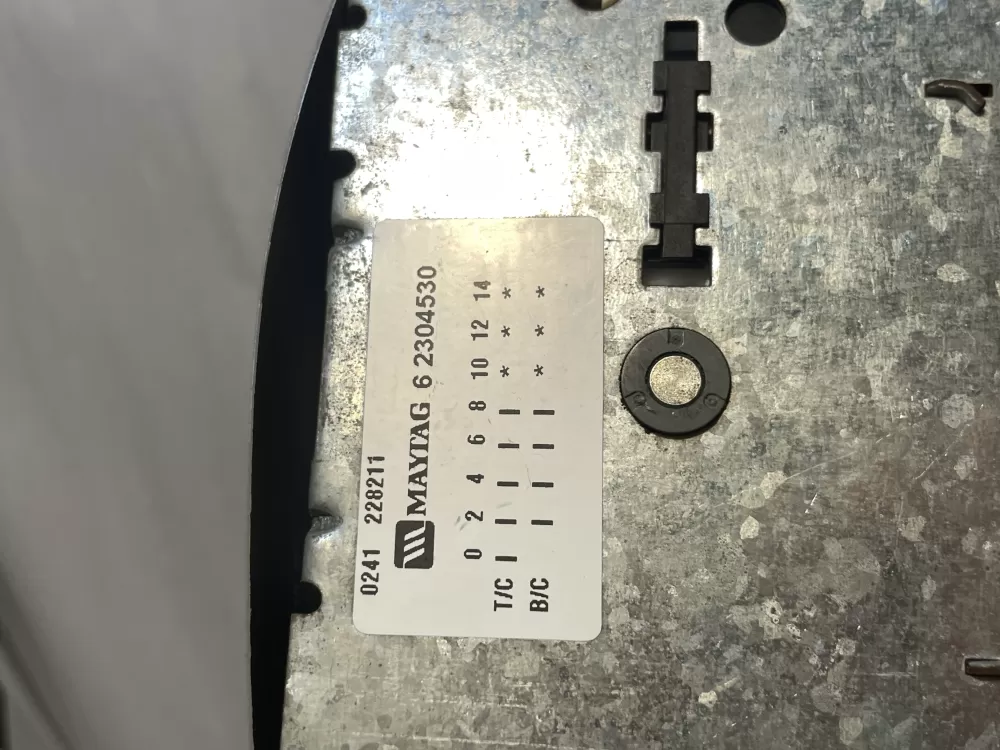 0241 228211
MAYTAG 6 2304530
0 2 4 6 8 10 12 14
T/C | | | | | * * *
B/C | | | | * * *